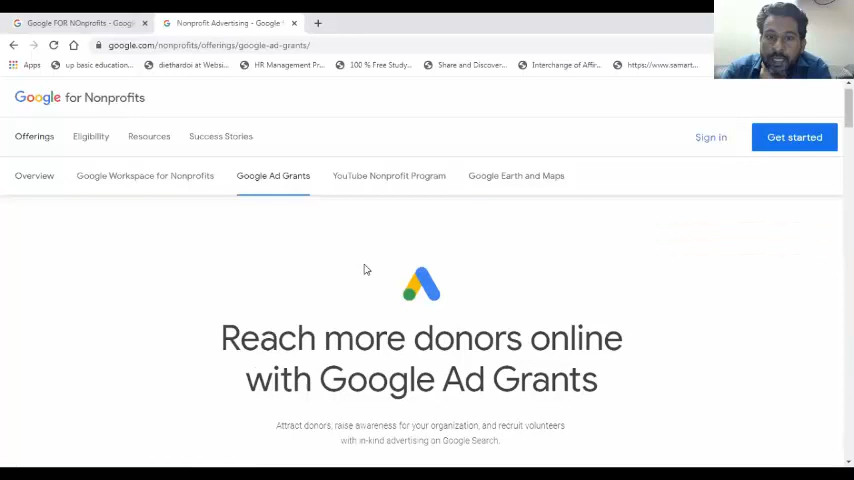 Google FOR NOnprofits - Googl
Nonprofit Advertising - Google
google.com/nonprofits/offerings/google-ad-grants/
Apps
up basic education...
diethardoi at Websi...
HR Management Pr...
100 % Free Study...
Share and Discover...
Interchange of Affir...
https://www.samart...
Google for Nonprofits
Offerings
Eligibility
Resources
Success Stories
Sign in
Get started
Overview
Google Workspace for Nonprofits
Google Ad Grants
YouTube Nonprofit Program
Google Earth and Maps
Reach more donors online
with Google Ad Grants
Attract donors, raise awareness for your organization, and recruit volunteers
with in-kind advertising on Google Search.